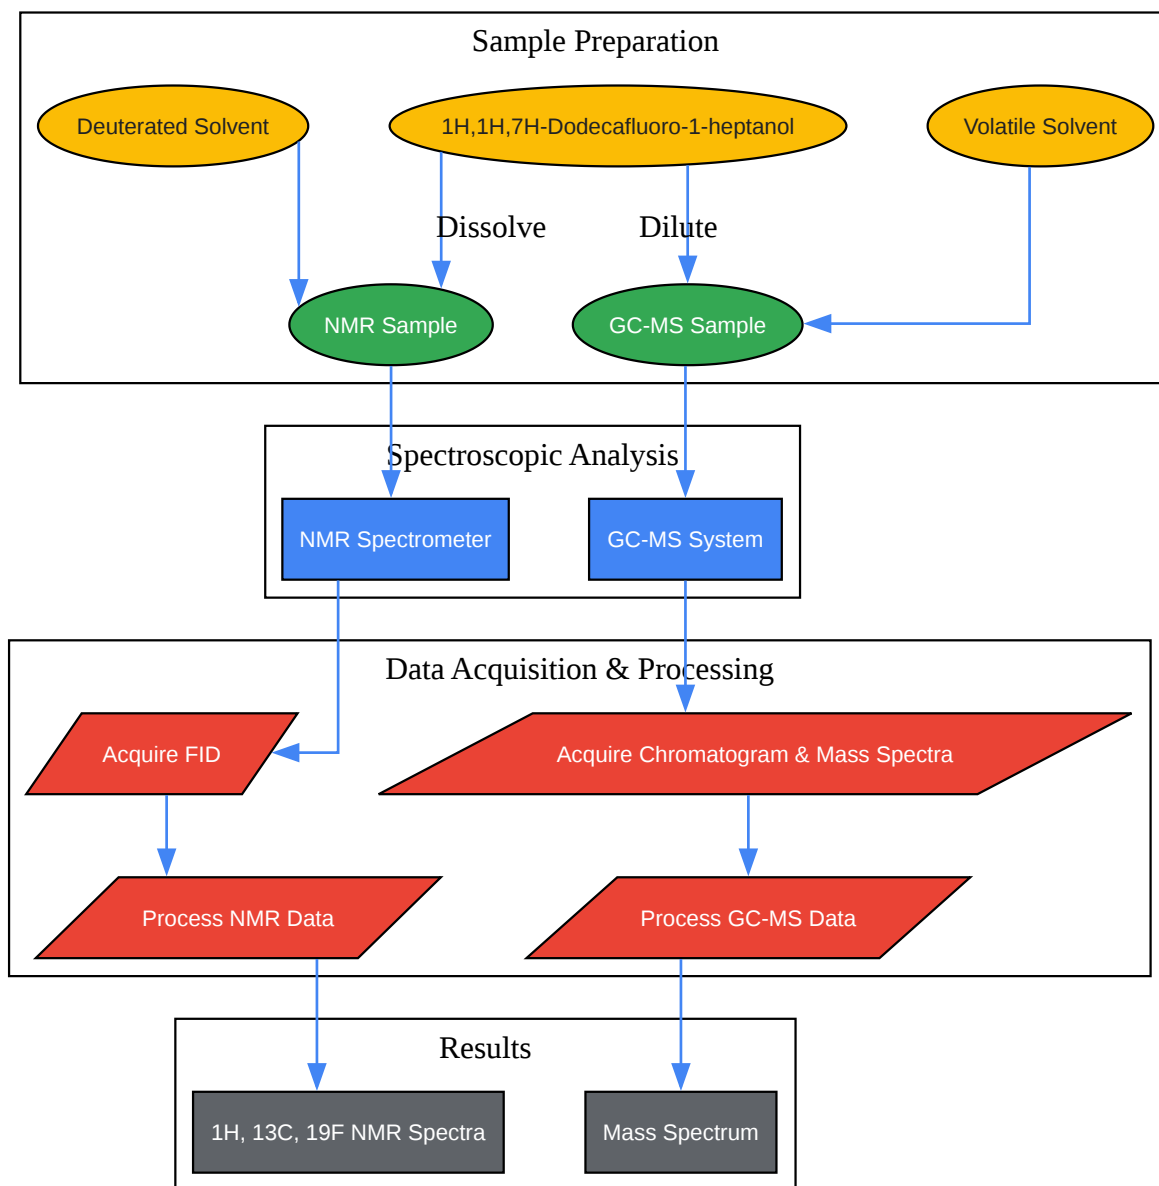 Sample Preparation
Deuterated Solvent
1H,1H,7H-Dodecafluoro-1-heptanol
Volatile Solvent
Dissolve
Dilute
NMR Sample
GC-MS Sample
Spectroscopic Analysis
NMR Spectrometer
GC-MS System
Data Acquisition & Processing
Acquire FID
Acquire Chromatogram & Mass Spectra
Process NMR Data
Process GC-MS Data
Results
1H, 13C, 19F NMR Spectra
Mass Spectrum